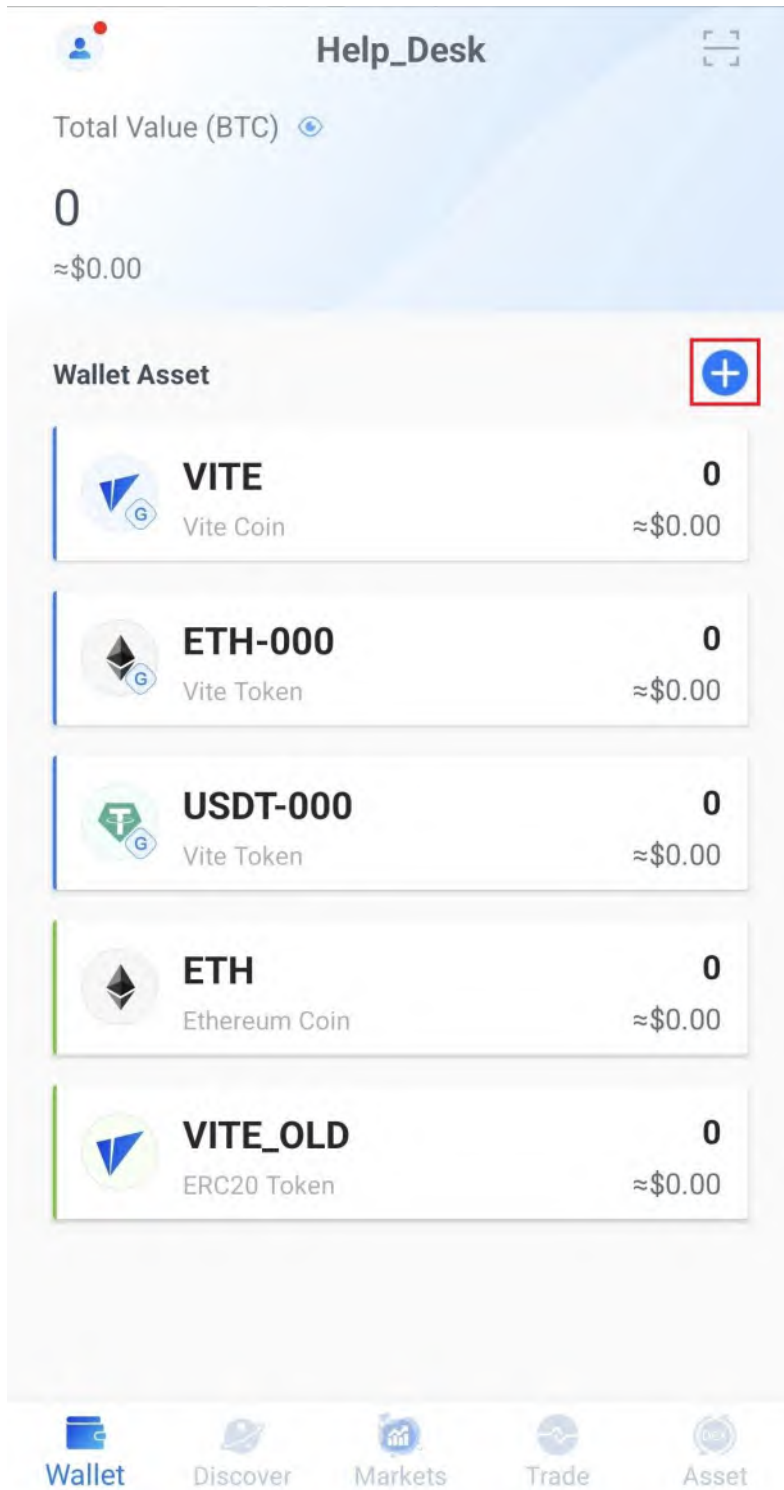 Help_Desk
Total Value (BTC)
0
≈$0.00
Wallet Asset
VITE 0
G
Vite Coin ≈$0.00
ETH-000 0
G
Vite Token ≈$0.00
USDT-000 0
G
Vite Token ≈$0.00
ETH 0
Ethereum Coin ≈$0.00
VITE_OLD 0
ERC20 Token ≈$0.00
DEX
Wallet Discover Markets Trade Asset